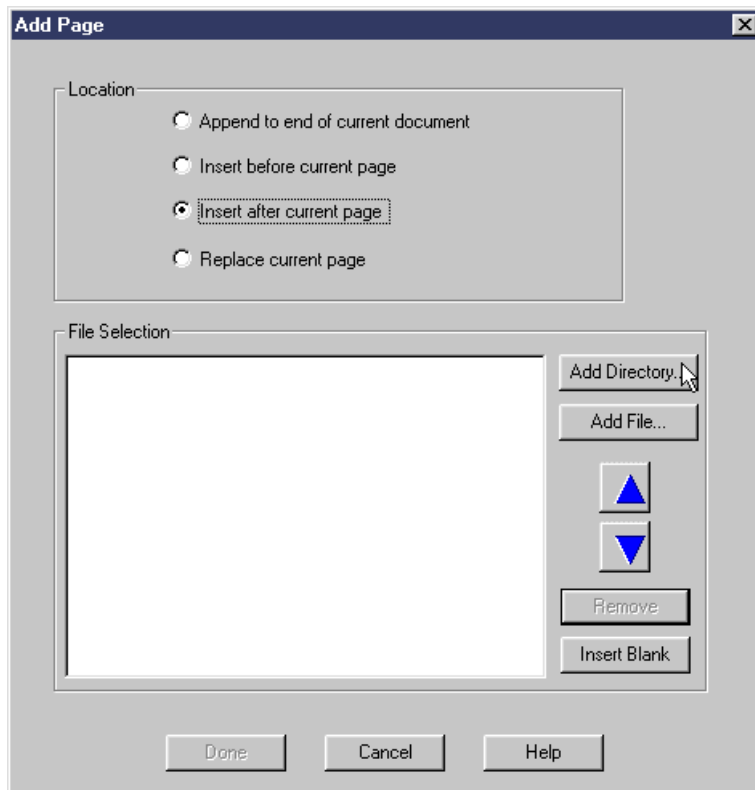 Add Page
Location
Append to end of current document
Insert before current page
Insert after current page
Replace current page
File Selection
Add Directory...
Add File...
Remove
Insert Blank
Done
Cancel
Help